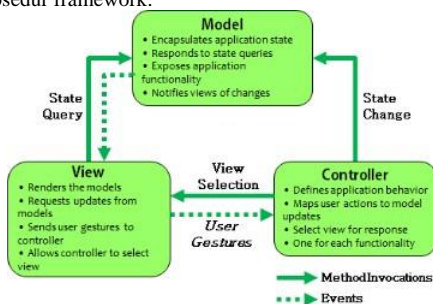 osedur framework.
Model
• Encapsulates application state
• Responds to state queries
• Exposes application
functionality
• Notifies views of changes
State
Query
State
Change
View
• Renders the models
• Requests updates from
models
• Sends user gestures to
controller
• Allows controller to select
view
View
Selection
User
Gestures
Controller
• Defines application behavior
• Maps user actions to model
updates
• Select view for response
• One for each functionality
MethodInvocations
Events